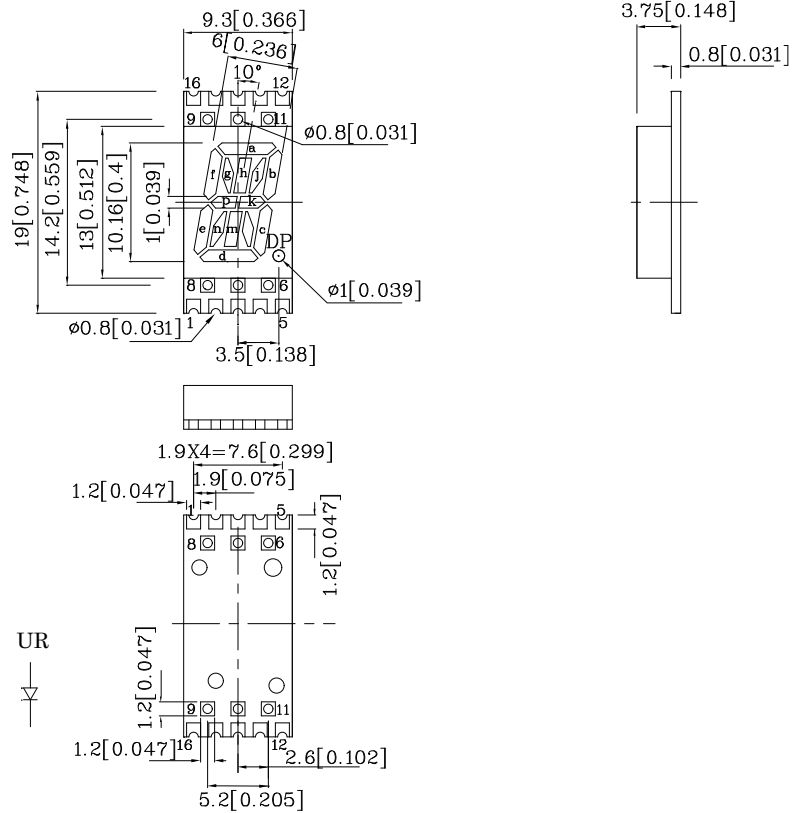 9.3[0.366]
6[0.236]
10°
16
12
9
11
ø0.8[0.031]
a
f
g
h
j
b
p
k
e
n
m
c
d
DP
19[0.748]
14.2[0.559]
13[0.512]
10.16[0.4]
1[0.039]
8
6
ø1[0.039]
1
5
ø0.8[0.031]
3.5[0.138]
3.75[0.148]
0.8[0.031]
1.9X4=7.6[0.299]
1.9[0.075]
1.2[0.047]
1
5
1.2[0.047]
8
6
UR
1.2[0.047]
9
11
16
12
1.2[0.047]
2.6[0.102]
5.2[0.205]